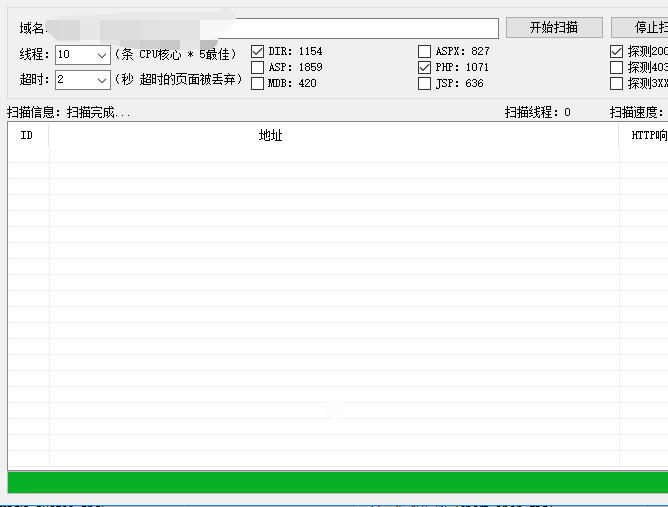 域名:
开始扫描
停止扫
线程: 10 (条 CPU核心 * 5最佳)
DIR: 1154
ASPX: 827
探测200
ASP: 1859
PHP: 1071
探测403
超时: 2 (秒 超时的页面被丢弃)
MDB: 420
JSP: 636
探测3XX
扫描信息: 扫描完成...
扫描线程: 0
扫描速度:
ID
地址
HTTP响